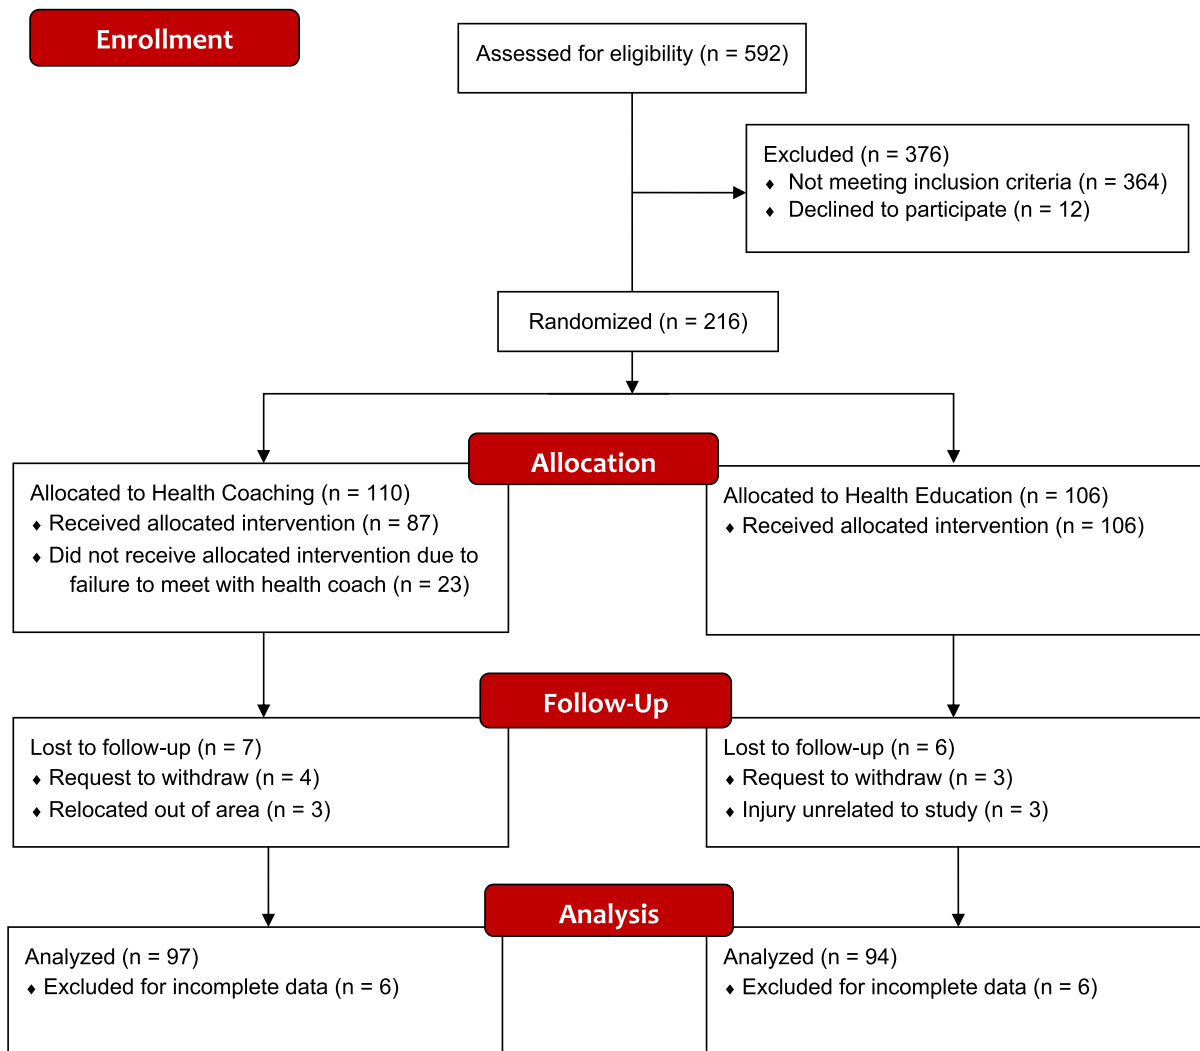 Enrollment
Assessed for eligibility (n = 592)
Excluded (n = 376)
♦ Not meeting inclusion criteria (n = 364)
♦ Declined to participate (n = 12)
Randomized (n = 216)
Allocation
Allocated to Health Coaching (n = 110)
♦ Received allocated intervention (n = 87)
♦ Did not receive allocated intervention due to
failure to meet with health coach (n = 23)
Allocated to Health Education (n = 106)
♦ Received allocated intervention (n = 106)
Follow-Up
Lost to follow-up (n = 7)
♦ Request to withdraw (n = 4)
♦ Relocated out of area (n = 3)
Lost to follow-up (n = 6)
♦ Request to withdraw (n = 3)
♦ Injury unrelated to study (n = 3)
Analysis
Analyzed (n = 97)
♦ Excluded for incomplete data (n = 6)
Analyzed (n = 94)
♦ Excluded for incomplete data (n = 6)